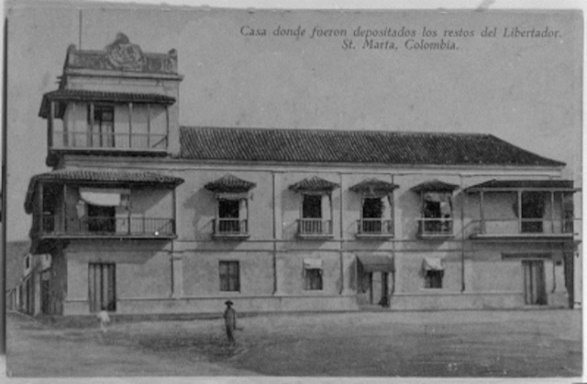 Casa donde fueron depositados los restos del Libertador.
St. Marta, Colombia.